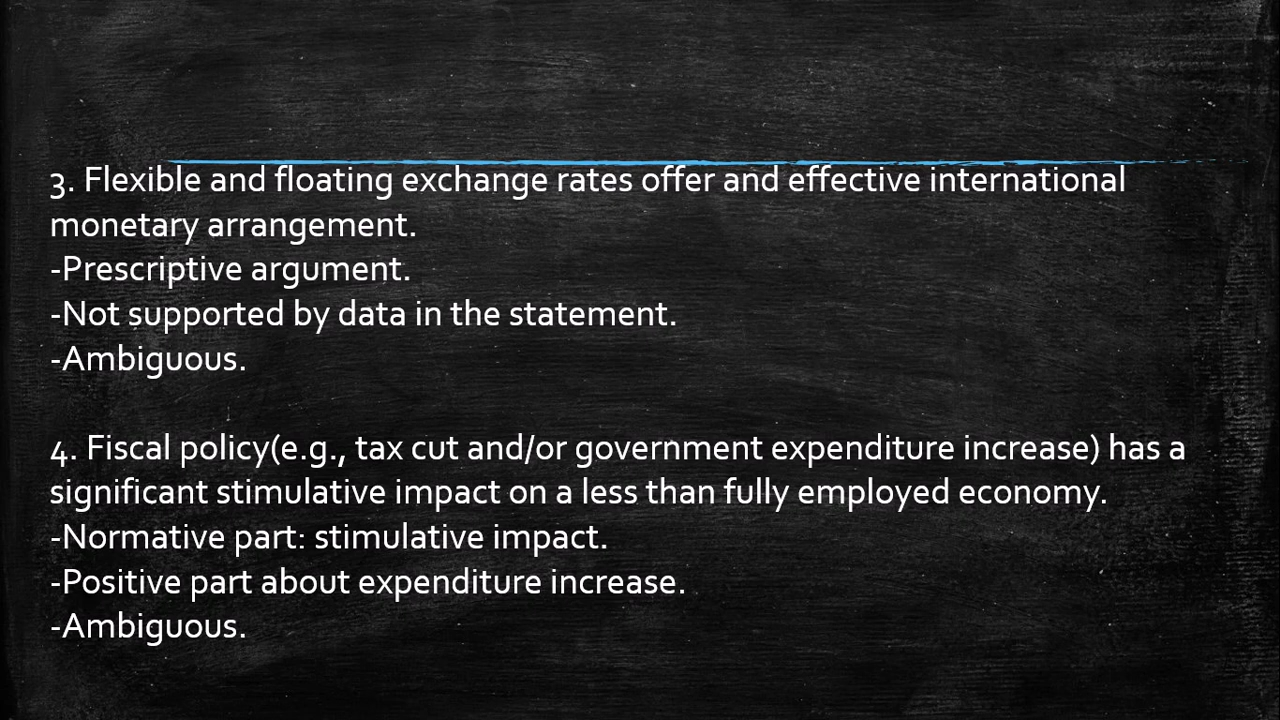 3. Flexible and floating exchange rates offer and effective international
monetary arrangement.
-Prescriptive argument.
-Not supported by data in the statement.
-Ambiguous.
4. Fiscal policy(e.g., tax cut and/or government expenditure increase) has a
significant stimulative impact on a less than fully employed economy.
-Normative part: stimulative impact.
-Positive part about expenditure increase.
-Ambiguous.